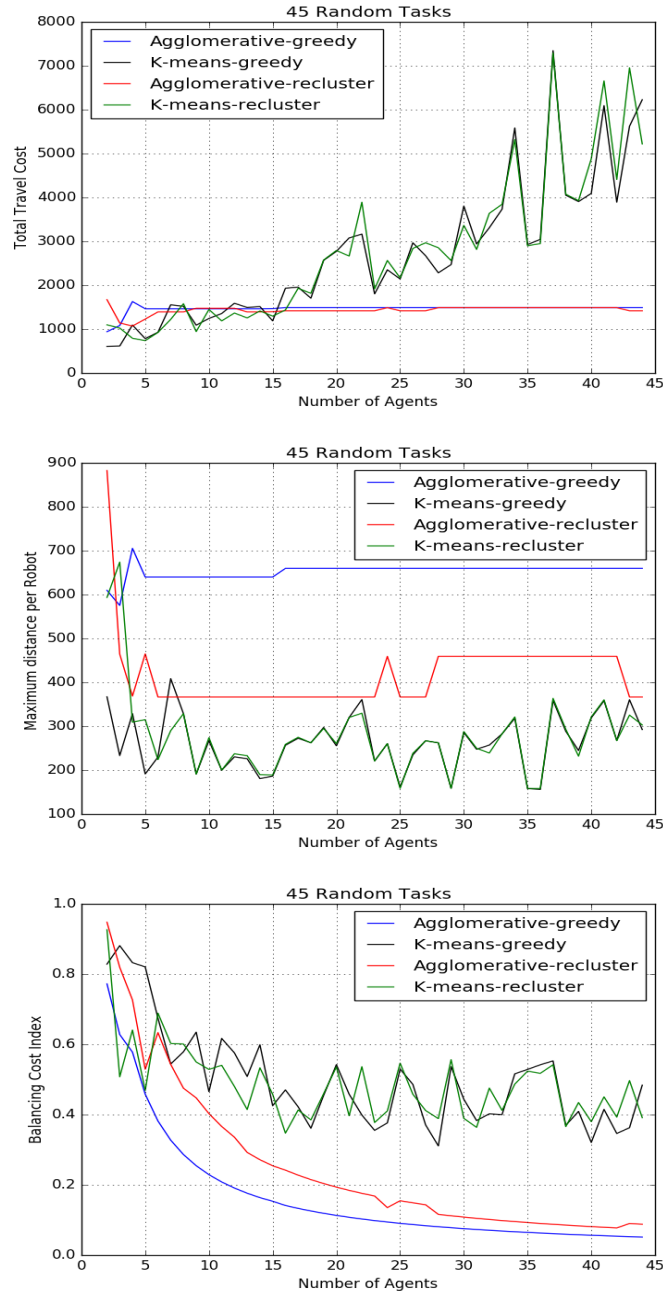 45 Random Tasks
8000
7000
6000
5000
4000
3000
2000
1000
0
Total Travel Cost
Agglomerative-greedy
K-means-greedy
Agglomerative-recluster
K-means-recluster
0 5 10 15 20 25 30 35 40 45
Number of Agents
45 Random Tasks
900
800
700
600
500
400
300
200
100
Maximum distance per Robot
Agglomerative-greedy
K-means-greedy
Agglomerative-recluster
K-means-recluster
0 5 10 15 20 25 30 35 40 45
Number of Agents
45 Random Tasks
1.0
0.8
0.6
0.4
0.2
0.0
Balancing Cost Index
Agglomerative-greedy
K-means-greedy
Agglomerative-recluster
K-means-recluster
0 5 10 15 20 25 30 35 40 45
Number of Agents